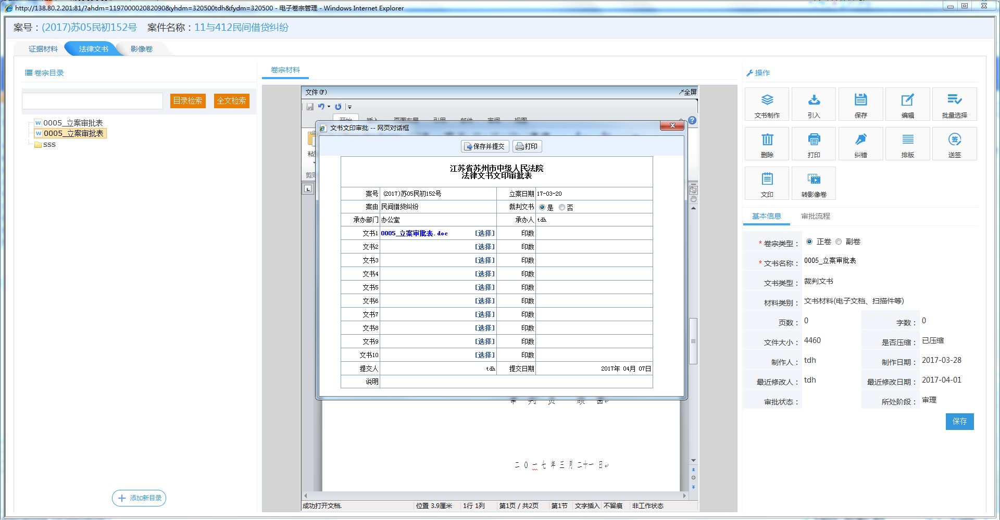 http://138.80.2.201:81/?ahdm=119700002082090&yhdm=320500tdh&fydm=320500 - 电子卷宗管理 - Windows Internet Explorer
案号：(2017)苏05民初152号 案件名称：11与412民间借贷纠纷
证据材料 法律文书 影像卷
卷宗目录
目录检索 全文检索
0005_立案审批表
0005_立案审批表
sss
添加新目录
卷宗材料
文件(F) 全屏
文书文印审批 -- 网页对话框
保存并提交 打印
江苏省苏州市中级人民法院
法律文书文印审批表
案号 (2017)苏05民初152号 立案日期 17-03-20
案由 民间借贷纠纷 裁判文书 是 否
承办部门 办公室 承办人 tdh
文书1 0005_立案审批表.doc [选择] 印数
文书2 [选择] 印数
文书3 [选择] 印数
文书4 [选择] 印数
文书5 [选择] 印数
文书6 [选择] 印数
文书7 [选择] 印数
文书8 [选择] 印数
文书9 [选择] 印数
文书10 [选择] 印数
提交人 tdh 提交日期 2017年 04月 07日
说明
二〇一七年三月二十一日
成功打开文档. 位置 3.9厘米 1行 1列 第1页 / 共2页 第1节 文字插入 不留痕 非工作状态
操作
文书制作 引入 保存 编辑 批量选择
删除 打印 纠错 排版 送签
文印 转影像卷
基本信息 审批流程
* 卷宗类型： 正卷 副卷
* 文书名称： 0005_立案审批表
文书类型： 裁判文书
材料类别： 文书材料(电子文档、扫描件等)
页数： 0 字数： 0
文件大小： 4460 是否压缩： 已压缩
制作人： tdh 制作日期： 2017-03-28
最近修改人： tdh 最近修改日期： 2017-04-01
审批状态： 所处阶段： 审理
保存